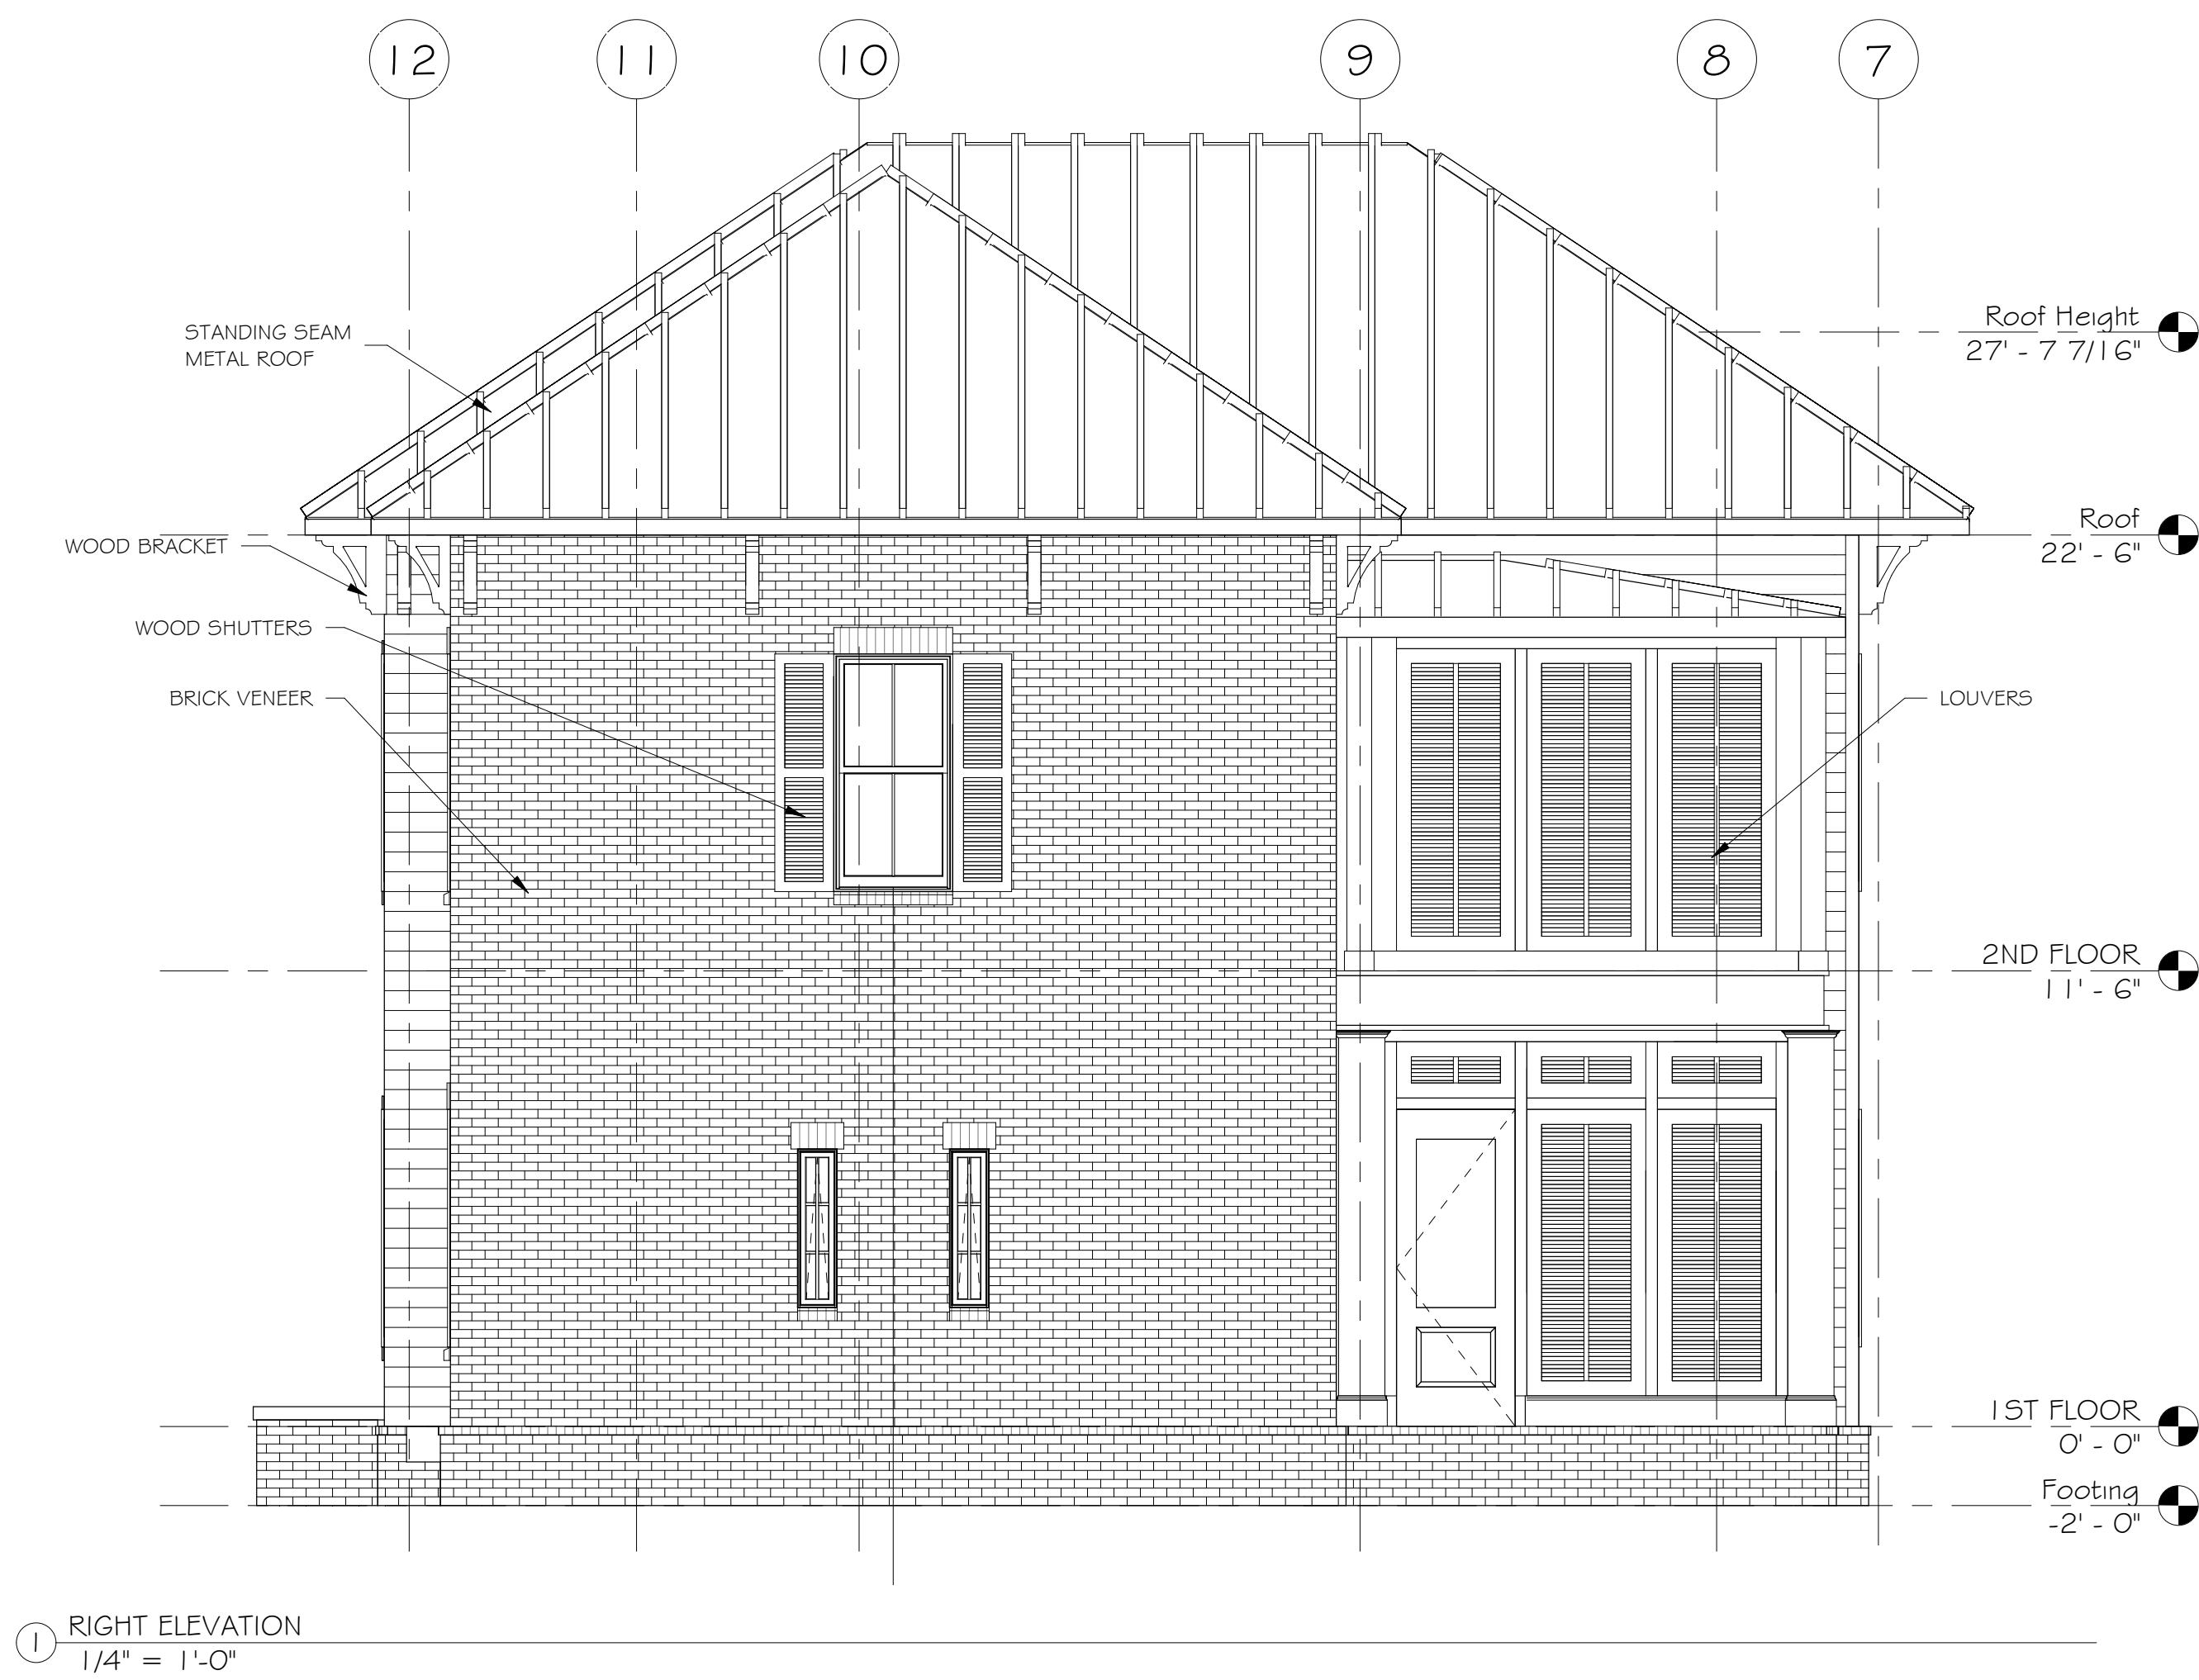 12 11 10 9 8 7
Roof Height
27' - 7 7/16"
STANDING SEAM
METAL ROOF
Roof
22' - 6"
WOOD BRACKET
WOOD SHUTTERS
BRICK VENEER
LOUVERS
2ND FLOOR
11' - 6"
1ST FLOOR
0' - 0"
Footing
-2' - 0"
1
RIGHT ELEVATION
1/4" = 1'-0"